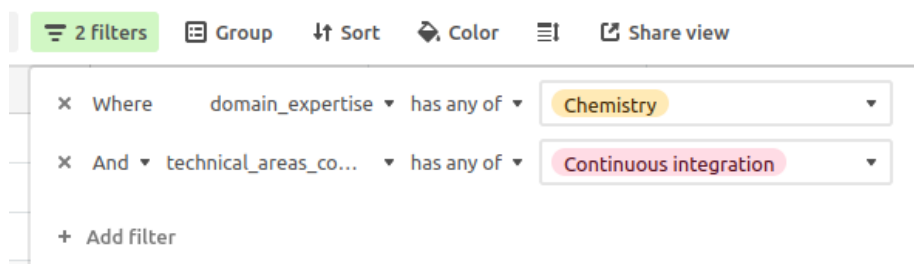 2 filters Group Sort Color Share view
Where domain_expertise has any of Chemistry
And technical_areas_co... has any of Continuous integration
+ Add filter